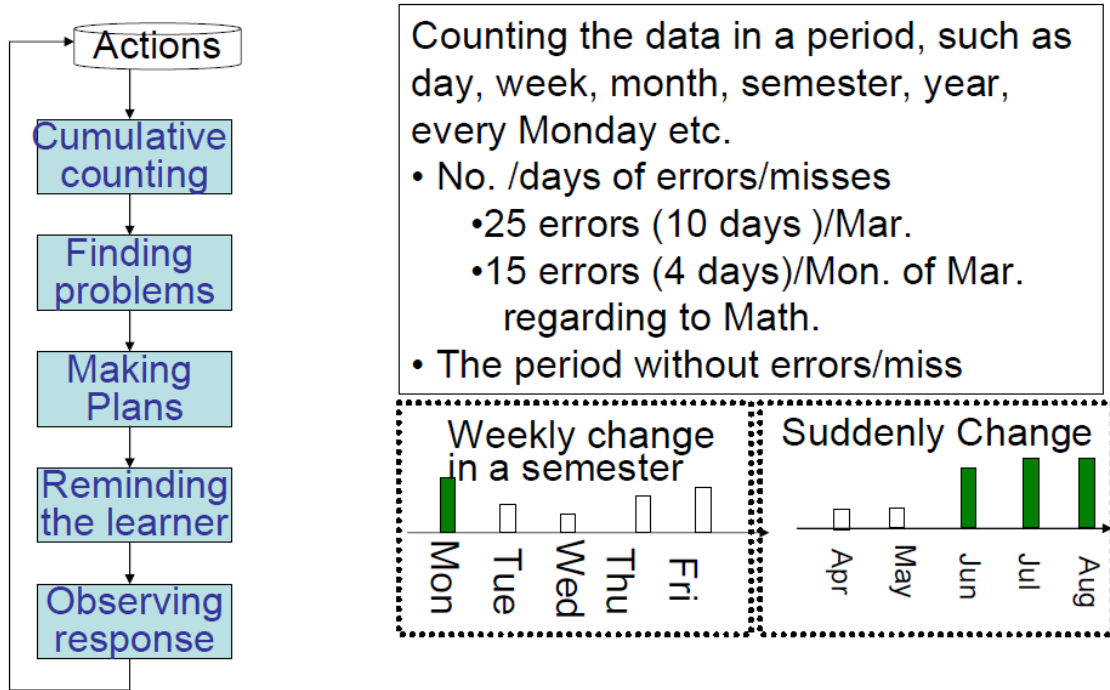 Actions
Cumulative
counting
Finding
problems
Making
Plans
Reminding
the learner
Observing
response
Counting the data in a period, such as
day, week, month, semester, year,
every Monday etc.
• No. /days of errors/misses
•25 errors (10 days )/Mar.
•15 errors (4 days)/Mon. of Mar.
regarding to Math.
• The period without errors/miss
Weekly change
in a semester
Mon Tue Wed Thu Fri
Suddenly Change
Apr May Jun Jul Aug